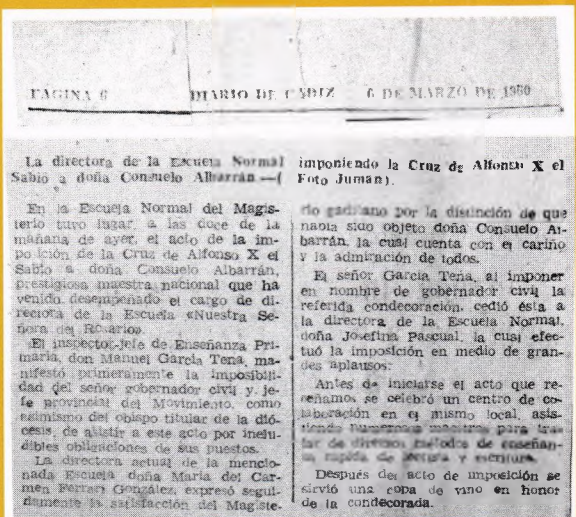 PAGINA 6 DIARIO DE CADIZ 6 DE MARZO DE 1960
La directora de la Escuela Normal imponiendo la Cruz de Alfonso X el
Sabio a doña Consuelo Albarrán —( Foto Juman).
En la Escuela Normal del Magis-
terio tuvo lugar, a las doce de la
mañana de ayer, el acto de la im-
posición de la Cruz de Alfonso X el
Sabio a doña Consuelo Albarrán,
prestigiosa maestra nacional que ha
venido desempeñado el cargo de di-
rectora de la Escuela «Nuestra Se-
ñora del Rosario».
El inspector-jefe de Enseñanza Pri-
maria, don Manuel García Tena, ma-
nifestó primeramente la imposibili-
dad del señor gobernador civil y je-
fe provincial del Movimiento, como
asimismo del obispo titular de la dió-
cesis, de asistir a este acto por inelu-
dibles obligaciones de sus puestos.
La directora actual de la mencio-
nada Escuela doña María del Car-
men Ferrari González, expresó segui-
damente la satisfacción del Magiste-
rio gaditano por la distinción de que
había sido objeto doña Consuelo Al-
barrán, la cual cuenta con el cariño
y la admiración de todos.
El señor García Tena, al imponer
en nombre de gobernador civil la
referida condecoración, cedió ésta a
la directora de la Escuela Normal,
doña Josefina Pascual, la cual efec-
tuó la imposición en medio de gran-
des aplausos.
Antes de iniciarse el acto que re-
señamos se celebró un centro de co-
laboración en el mismo local, asis-
tiendo numerosos maestros para tra-
tar de diversos métodos de enseñan-
za rápida de lectura y escritura.
Después del acto de imposición se
sirvió una copa de vino en honor
de la condecorada.